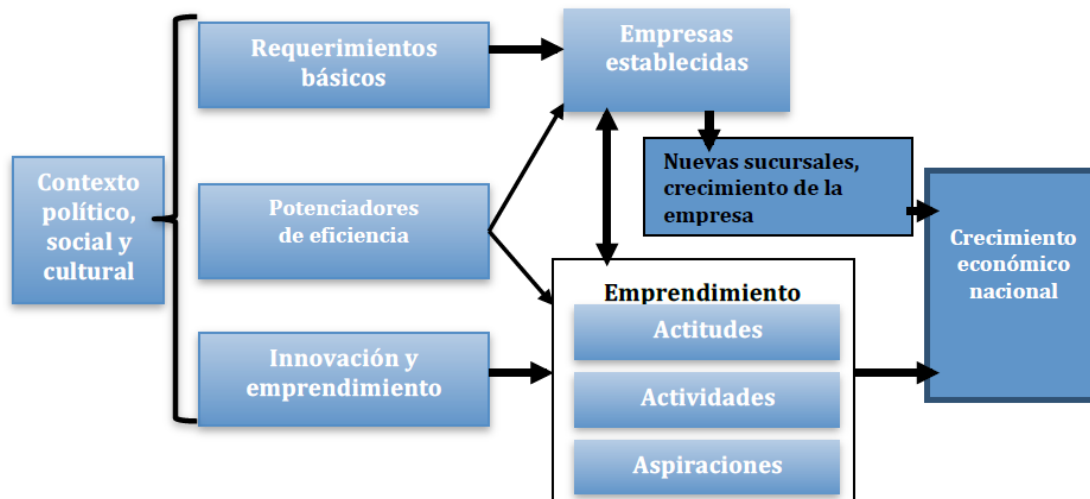 Contexto
político,
social y
cultural
Requerimientos
básicos
Potenciadores
de eficiencia
Innovación y
emprendimiento
Empresas
establecidas
Nuevas sucursales,
crecimiento de la
empresa
Emprendimiento
Actitudes
Actividades
Aspiraciones
Crecimiento
económico
nacional